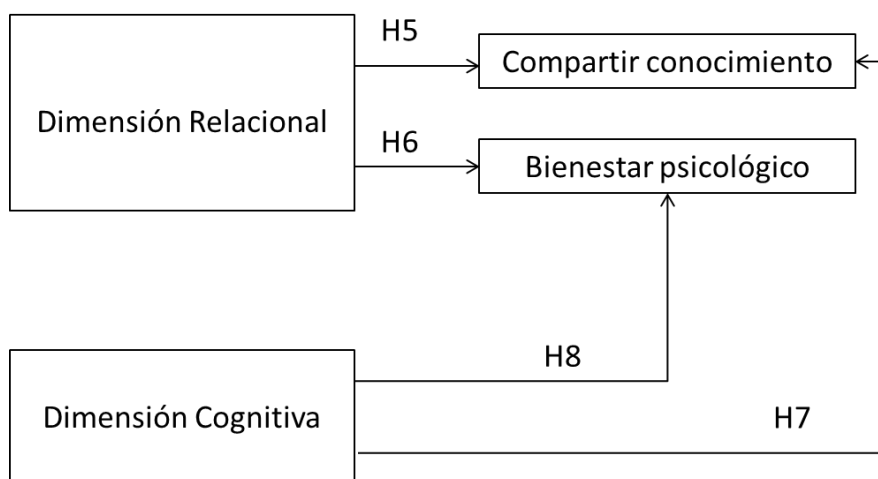 H5
Compartir conocimiento
Dimensión Relacional
H6
Bienestar psicológico
H8
Dimensión Cognitiva
H7